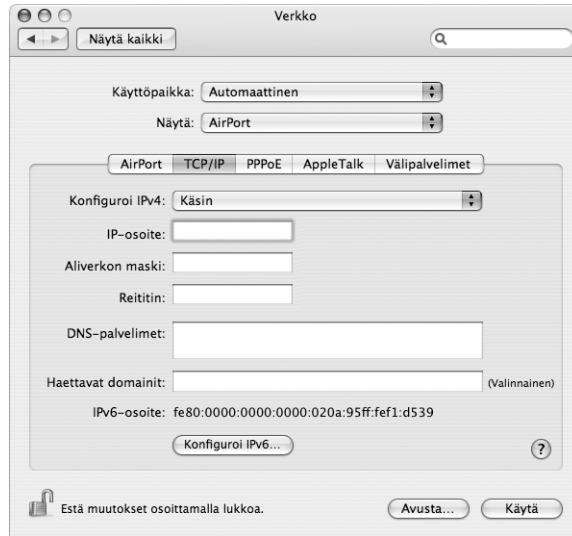 Verkko
Näytä kaikki
Käyttöpaikka: Automaattinen
Näytä: AirPort
AirPort TCP/IP PPPoE AppleTalk Välipalvelimet
Konfiguroi IPv4: Käsin
IP-osoite:
Aliverkon maski:
Reititin:
DNS-palvelimet:
Haettavat domainit: (Valinnainen)
IPv6-osoite: fe80:0000:0000:0000:020a:95ff:fef1:d539
Konfiguroi IPv6... ?
Estä muutokset osoittamalla lukkoa. Avusta... Käytä